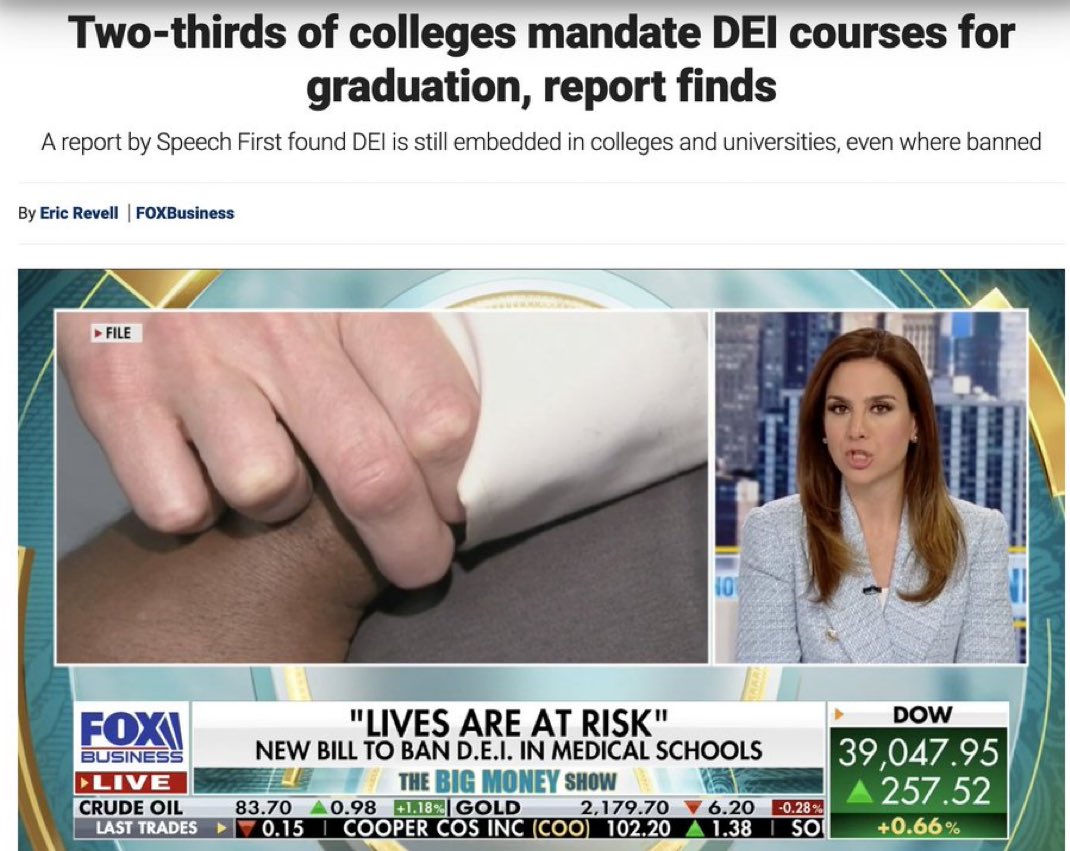 Two-thirds of colleges mandate DEI courses for
graduation, report finds
A report by Speech First found DEI is still embedded in colleges and universities, even where banned
By Eric Revell | FOXBusiness
▸ FILE
FOX
BUSINESS
▸ LIVE
"LIVES ARE AT RISK"
NEW BILL TO BAN D.E.I. IN MEDICAL SCHOOLS
THE BIG MONEY SHOW
DOW
39,047.95
▲ 257.52
+0.66%
CRUDE OIL 83.70 ▲ 0.98 +1.18% GOLD 2,179.70 ▼ 6.20 -0.28%
LAST TRADES ▸ ▼ 0.15 | COOPER COS INC (COO) 102.20 ▲ 1.38 | SO